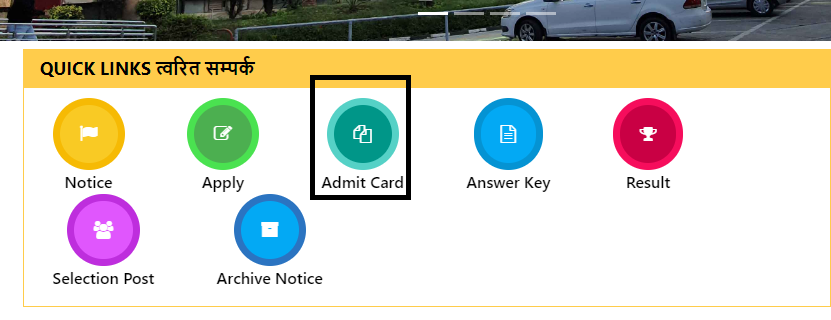 QUICK LINKS त्वरित सम्पर्क
Notice Apply Admit Card Answer Key Result
Selection Post Archive Notice